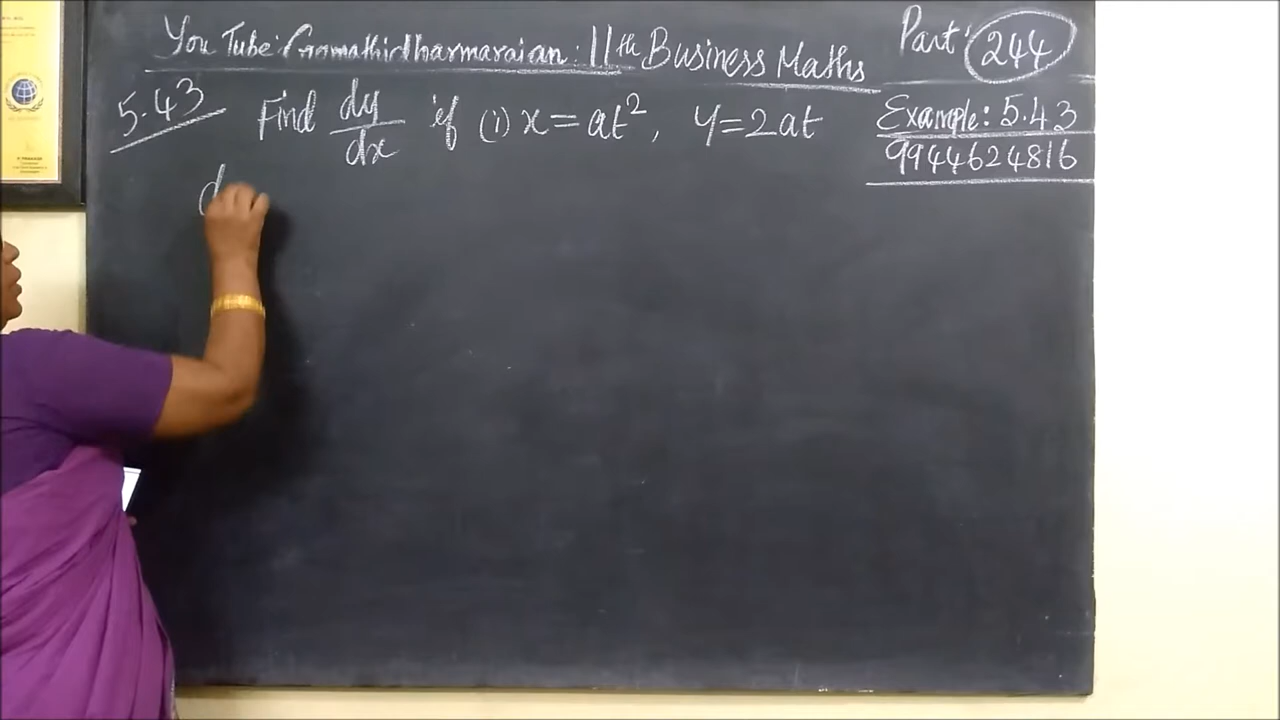 You Tube: Gomathidharmarajan: 11th Business Maths
Part: 244
5.43 Find dy/dx if (i) x=at², y=2at
Example: 5.43
9944624816
d